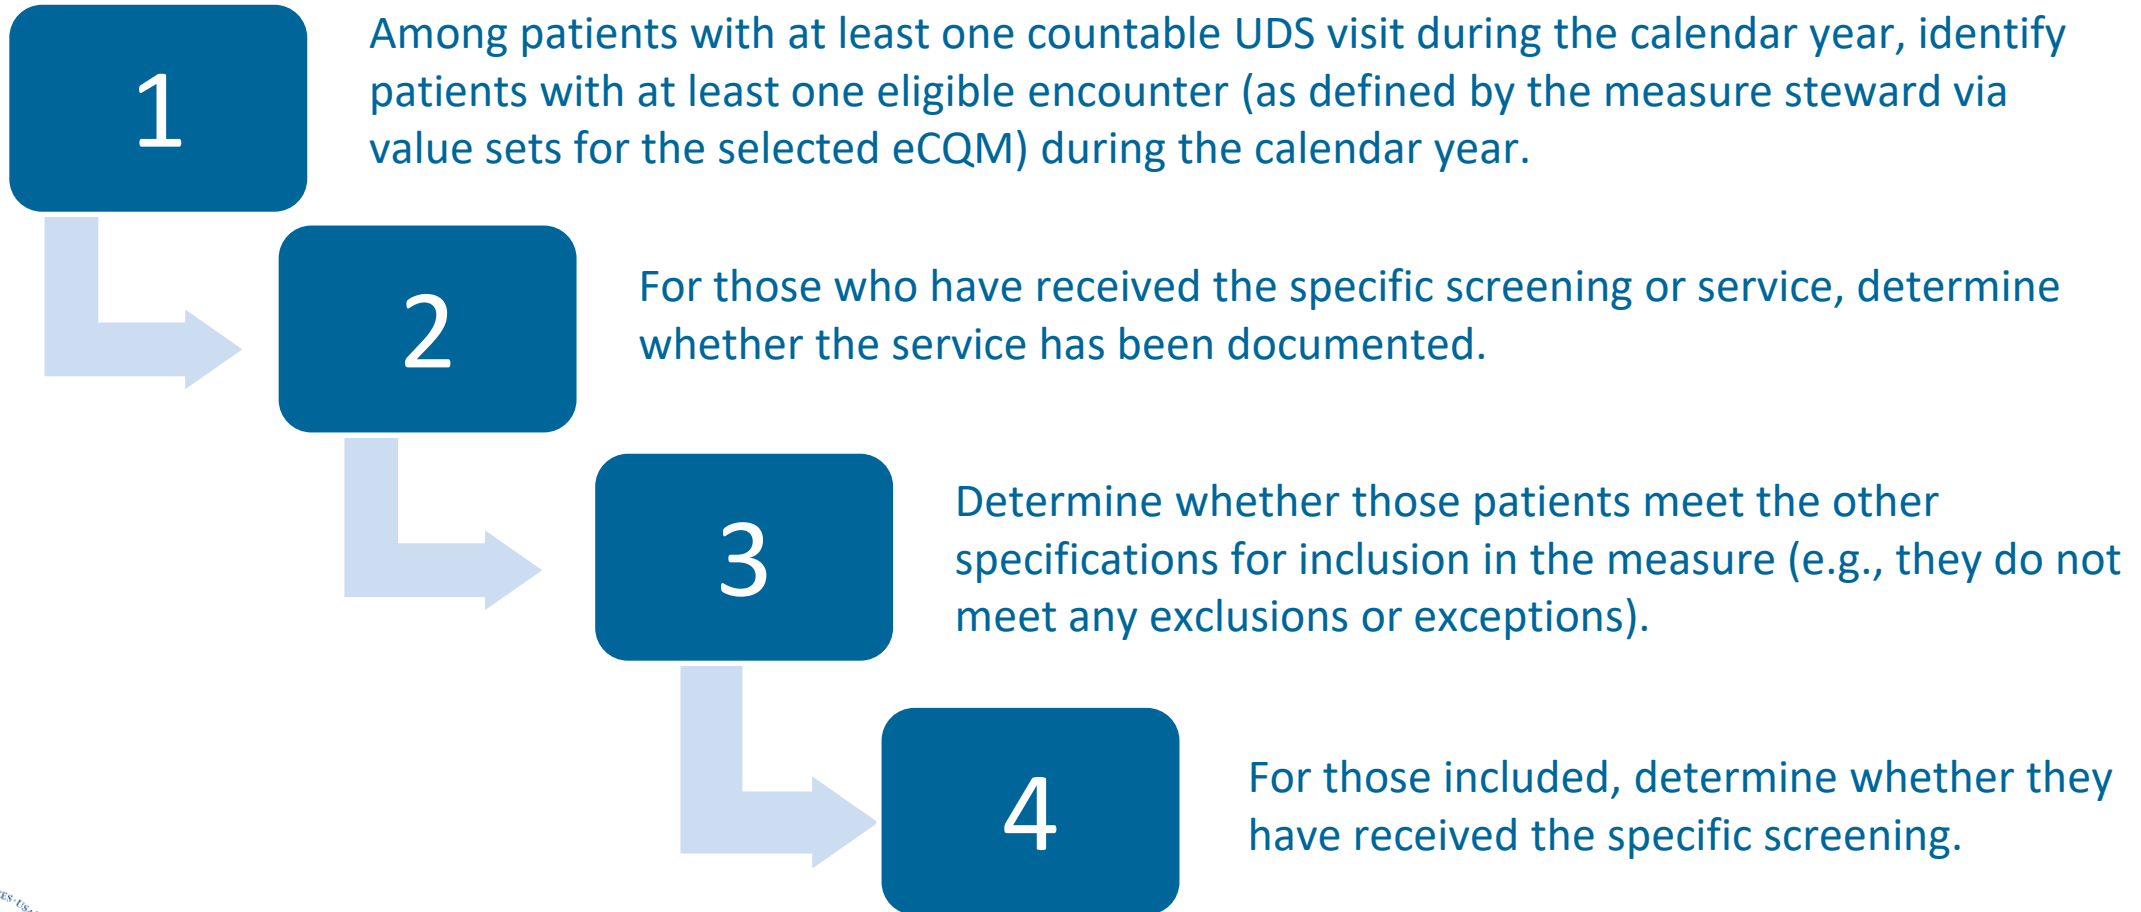 1
Among patients with at least one countable UDS visit during the calendar year, identify
patients with at least one eligible encounter (as defined by the measure steward via
value sets for the selected eCQM) during the calendar year.
2
For those who have received the specific screening or service, determine
whether the service has been documented.
3
Determine whether those patients meet the other
specifications for inclusion in the measure (e.g., they do not
meet any exclusions or exceptions).
4
For those included, determine whether they
have received the specific screening.